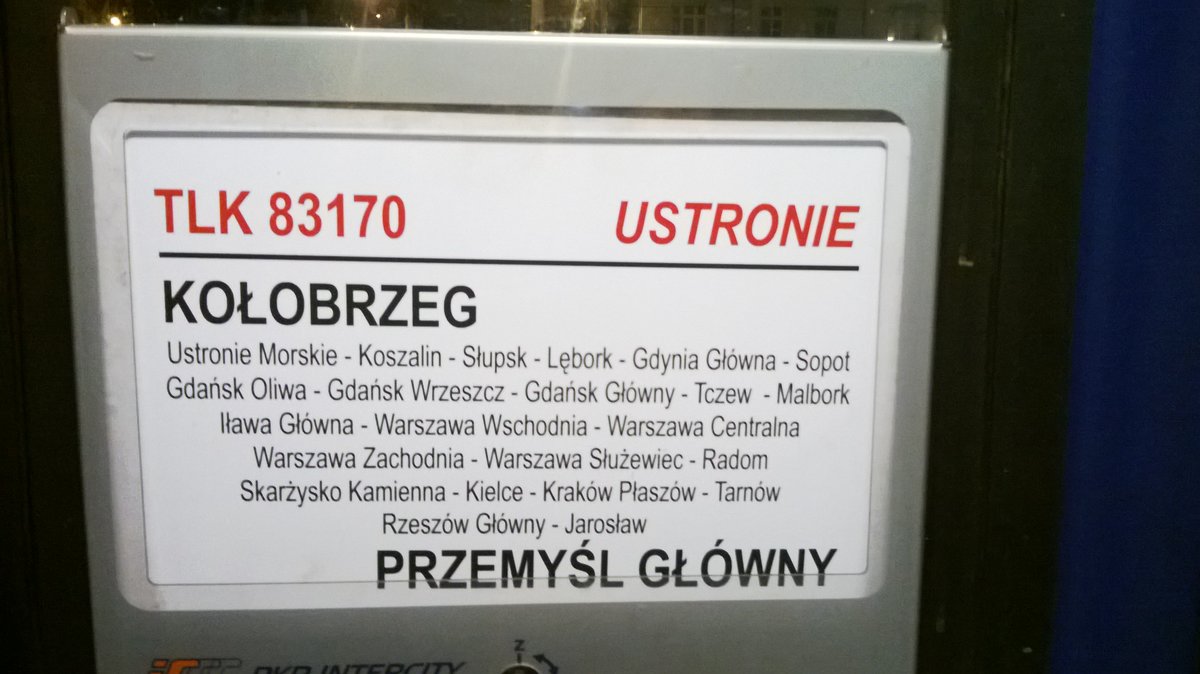 TLK 83170 USTRONIE
KOŁOBRZEG
Ustronie Morskie - Koszalin - Słupsk - Lębork - Gdynia Główna - Sopot
Gdańsk Oliwa - Gdańsk Wrzeszcz - Gdańsk Główny - Tczew - Malbork
Iława Główna - Warszawa Wschodnia - Warszawa Centralna
Warszawa Zachodnia - Warszawa Służewiec - Radom
Skarżysko Kamienna - Kielce - Kraków Płaszów - Tarnów
Rzeszów Główny - Jarosław
PRZEMYŚL GŁÓWNY
Z
PKP INTERCITY